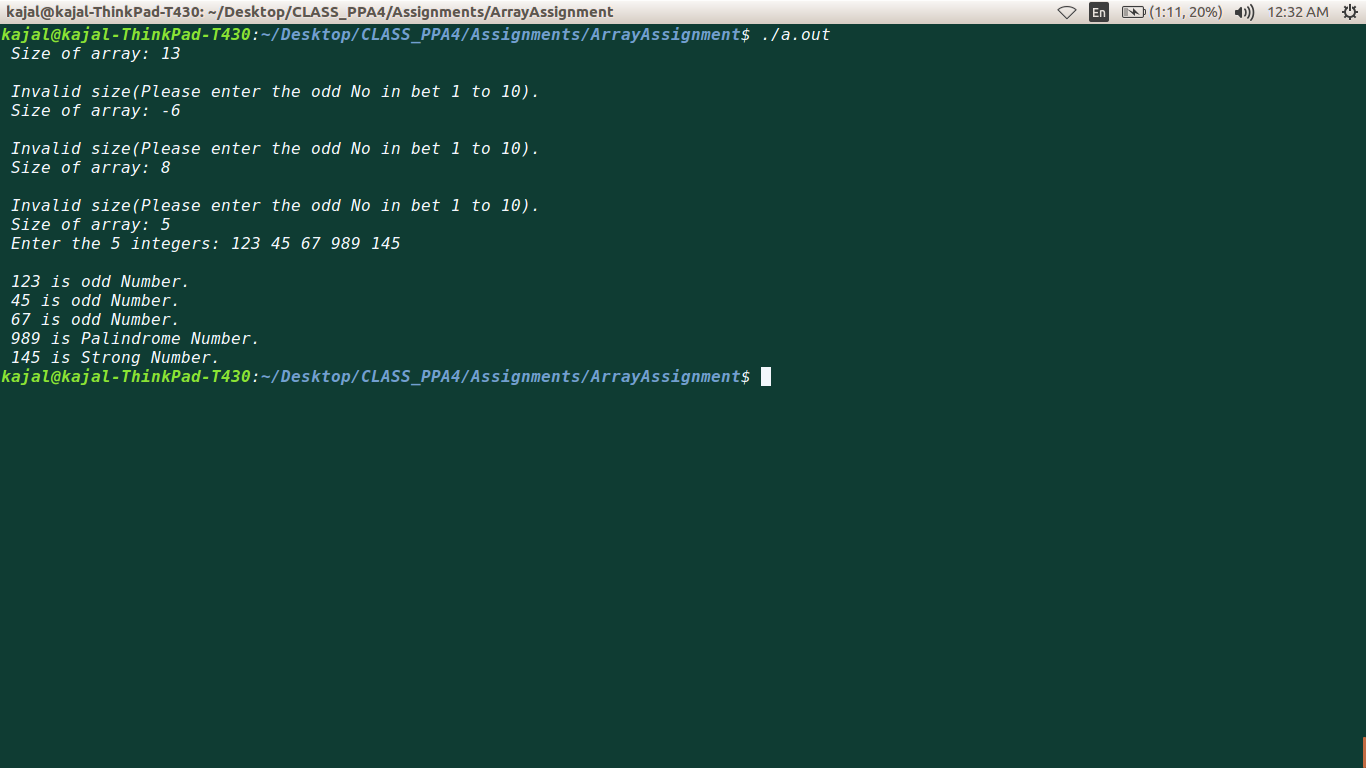 kajal@kajal-ThinkPad-T430: ~/Desktop/CLASS_PPA4/Assignments/ArrayAssignment En (1:11, 20%) 12:32 AM
kajal@kajal-ThinkPad-T430:~/Desktop/CLASS_PPA4/Assignments/ArrayAssignment$ ./a.out
Size of array: 13
Invalid size(Please enter the odd No in bet 1 to 10).
Size of array: -6
Invalid size(Please enter the odd No in bet 1 to 10).
Size of array: 8
Invalid size(Please enter the odd No in bet 1 to 10).
Size of array: 5
Enter the 5 integers: 123 45 67 989 145
123 is odd Number.
45 is odd Number.
67 is odd Number.
989 is Palindrome Number.
145 is Strong Number.
kajal@kajal-ThinkPad-T430:~/Desktop/CLASS_PPA4/Assignments/ArrayAssignment$